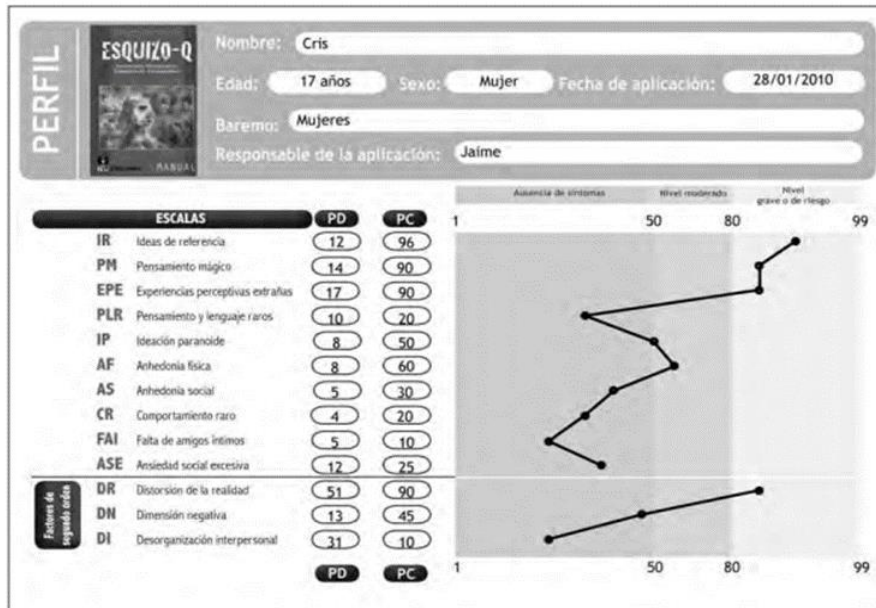 PERFIL
ESQUIZO-Q
MANUAL
Nombre: Cris
Edad: 17 años Sexo: Mujer Fecha de aplicación: 28/01/2010
Baremo: Mujeres
Responsable de la aplicación: Jaime
Ausencia de síntomas Nivel moderado Nivel grave o de riesgo
ESCALAS PD PC 1 50 80 99
IR Ideas de referencia 12 96
PM Pensamiento mágico 14 90
EPE Experiencias perceptivas extrañas 17 90
PLR Pensamiento y lenguaje raros 10 20
IP Ideación paranoide 8 50
AF Anhedonia física 8 60
AS Anhedonia social 5 30
CR Comportamiento raro 4 20
FAI Falta de amigos íntimos 5 10
ASE Ansiedad social excesiva 12 25
Factores de segundo orden
DR Distorsión de la realidad 51 90
DN Dimensión negativa 13 45
DI Desorganización interpersonal 31 10
PD PC 1 50 80 99